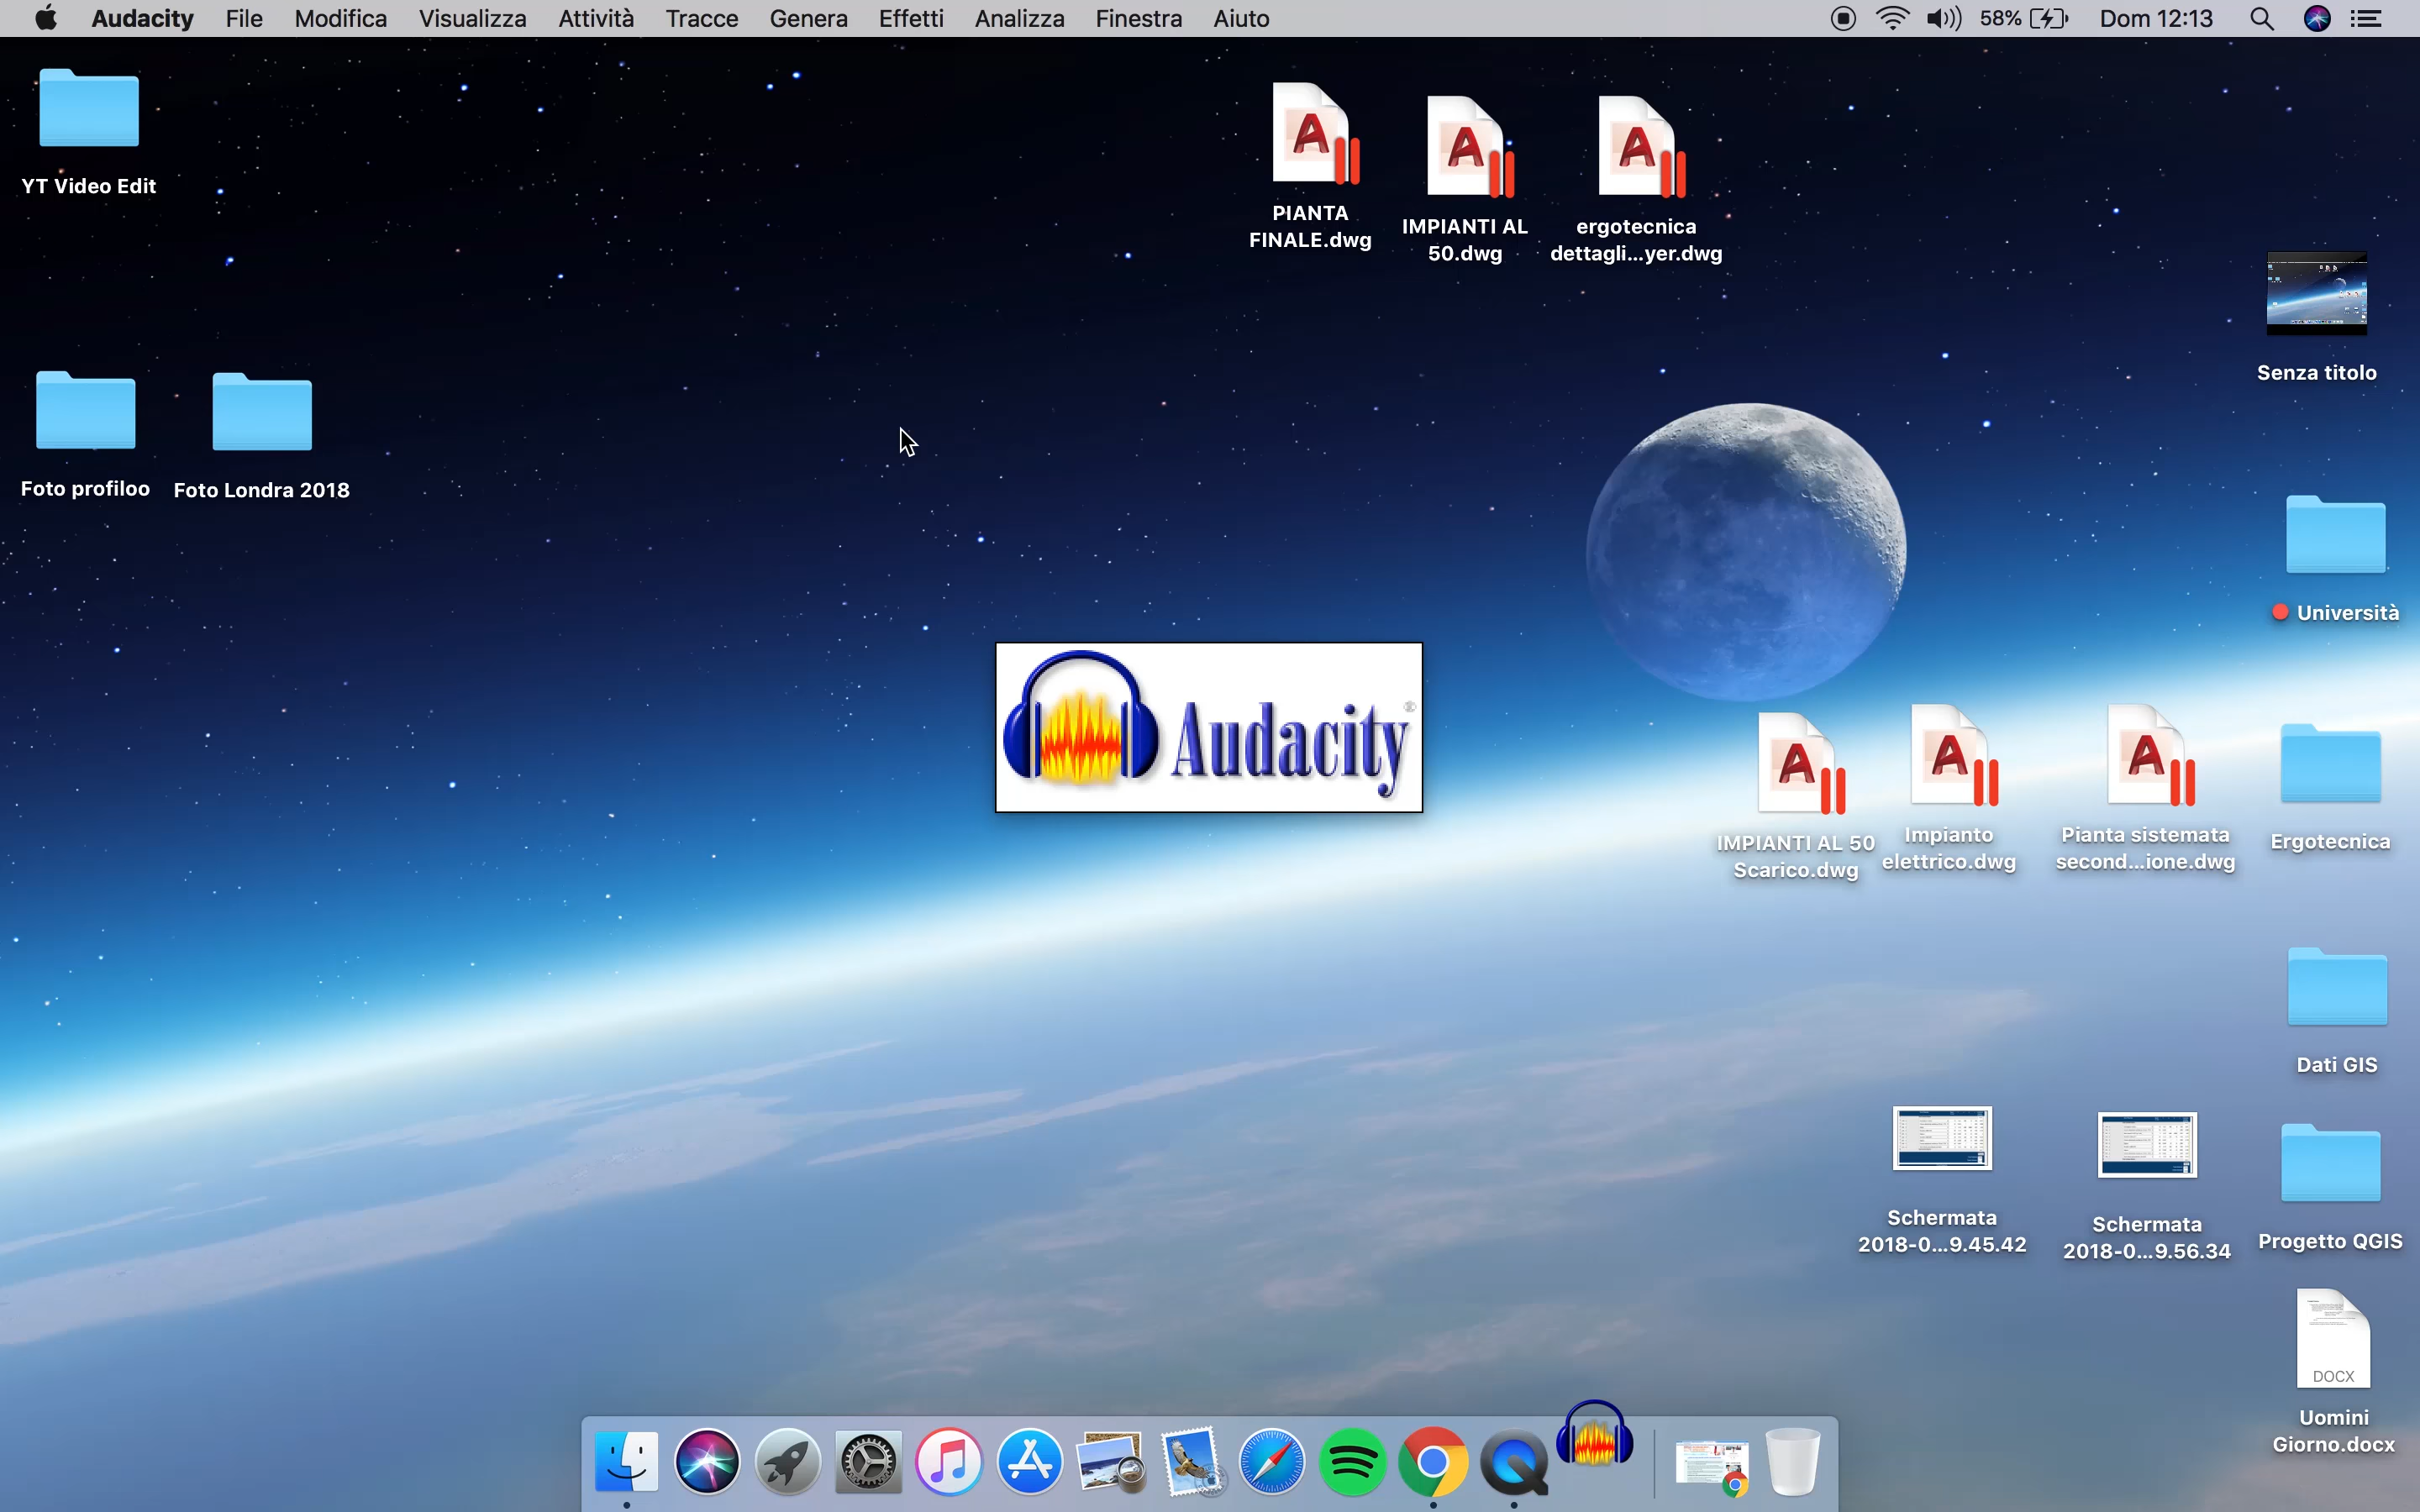 Audacity File Modifica Visualizza Attività Tracce Genera Effetti Analizza Finestra Aiuto 58% Dom 12:13
YT Video Edit
PIANTA
FINALE.dwg
IMPIANTI AL
50.dwg
ergotecnica
dettagli...yer.dwg
Senza titolo
Foto profiloo
Foto Londra 2018
Università
Audacity
IMPIANTI AL 50
Scarico.dwg
Impianto
elettrico.dwg
Pianta sistemata
second...ione.dwg
Ergotecnica
Dati GIS
Schermata
2018-0...9.45.42
Schermata
2018-0...9.56.34
Progetto QGIS
DOCX
Uomini
Giorno.docx